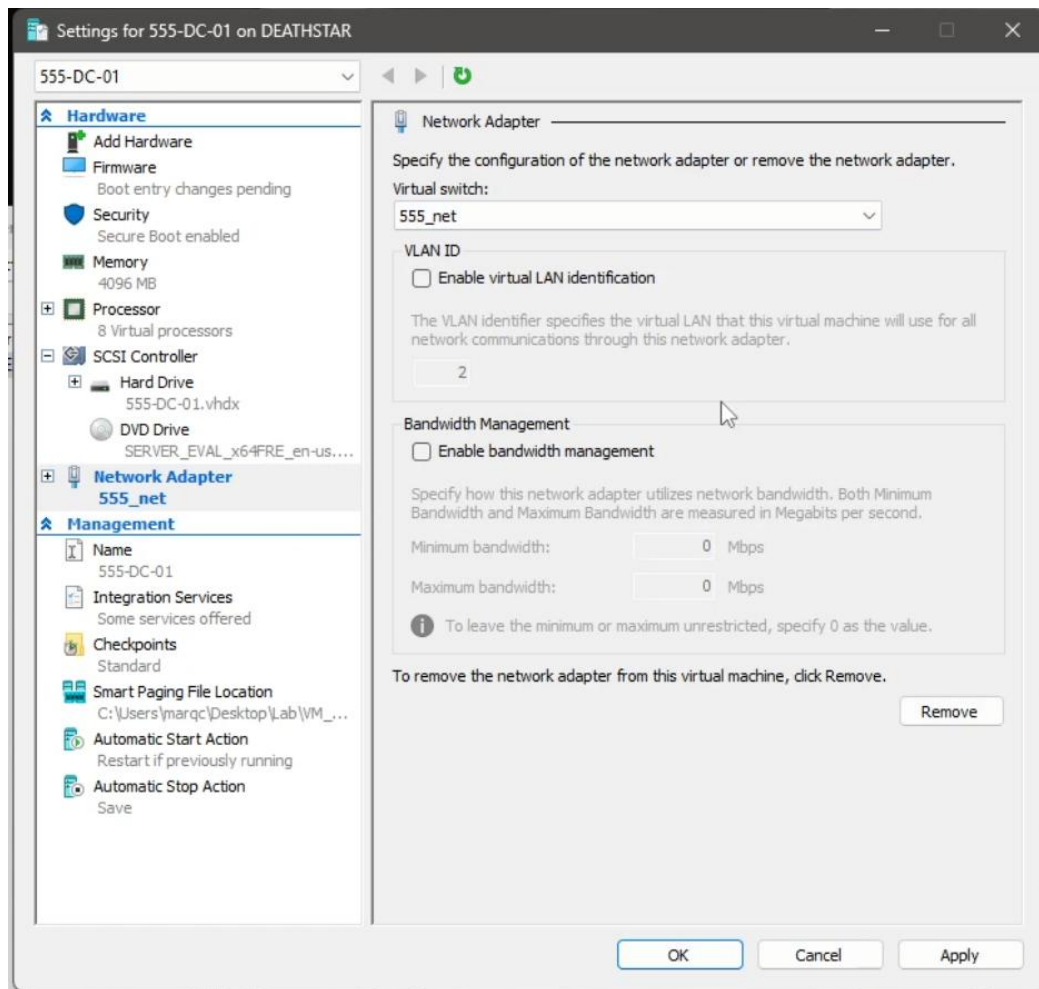 Settings for 555-DC-01 on DEATHSTAR
555-DC-01
Hardware
Add Hardware
Firmware
Boot entry changes pending
Security
Secure Boot enabled
Memory
4096 MB
Processor
8 Virtual processors
SCSI Controller
Hard Drive
555-DC-01.vhdx
DVD Drive
SERVER_EVAL_x64FRE_en-us....
Network Adapter
555_net
Management
Name
555-DC-01
Integration Services
Some services offered
Checkpoints
Standard
Smart Paging File Location
C:\Users\marqc\Desktop\Lab\VM_...
Automatic Start Action
Restart if previously running
Automatic Stop Action
Save
Network Adapter
Specify the configuration of the network adapter or remove the network adapter.
Virtual switch:
555_net
VLAN ID
Enable virtual LAN identification
The VLAN identifier specifies the virtual LAN that this virtual machine will use for all
network communications through this network adapter.
2
Bandwidth Management
Enable bandwidth management
Specify how this network adapter utilizes network bandwidth. Both Minimum
Bandwidth and Maximum Bandwidth are measured in Megabits per second.
Minimum bandwidth: 0 Mbps
Maximum bandwidth: 0 Mbps
To leave the minimum or maximum unrestricted, specify 0 as the value.
To remove the network adapter from this virtual machine, click Remove.
Remove
OK Cancel Apply